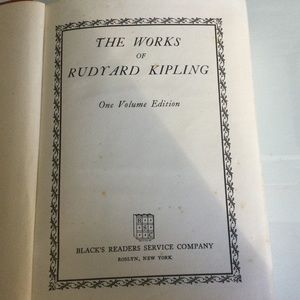 THE WORKS
OF
RUDYARD KIPLING
One Volume Edition
BLACK'S READERS SERVICE COMPANY
ROSLYN, NEW YORK